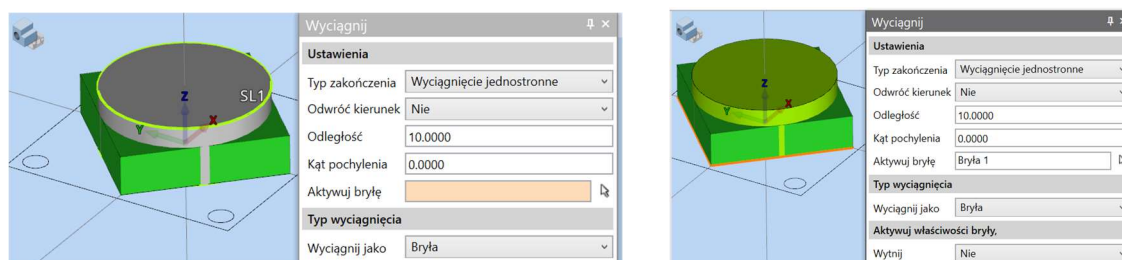 Wyciągnij
Ustawienia
Typ zakończenia Wyciągnięcie jednostronne
Odwróć kierunek Nie
Odległość 10.0000
Kąt pochylenia 0.0000
Aktywuj bryłę
Typ wyciągnięcia
Wyciągnij jako Bryła
SL1
Z
X
Y
Wyciągnij
Ustawienia
Typ zakończenia Wyciągnięcie jednostronne
Odwróć kierunek Nie
Odległość 10.0000
Kąt pochylenia 0.0000
Aktywuj bryłę Bryła 1
Typ wyciągnięcia
Wyciągnij jako Bryła
Aktywuj właściwości bryły,
Wytnij Nie
Z
X
Y